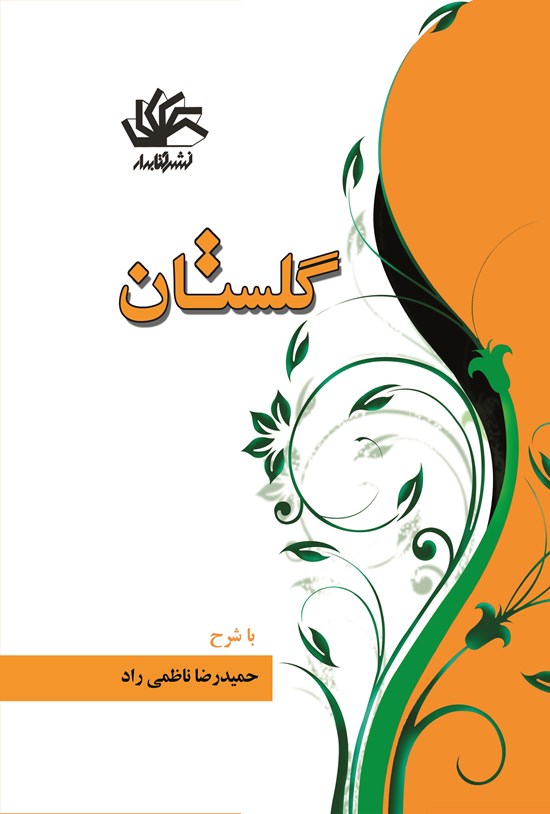 نشر کتابدار
گلستان
با شرح
حمیدرضا ناظمی راد